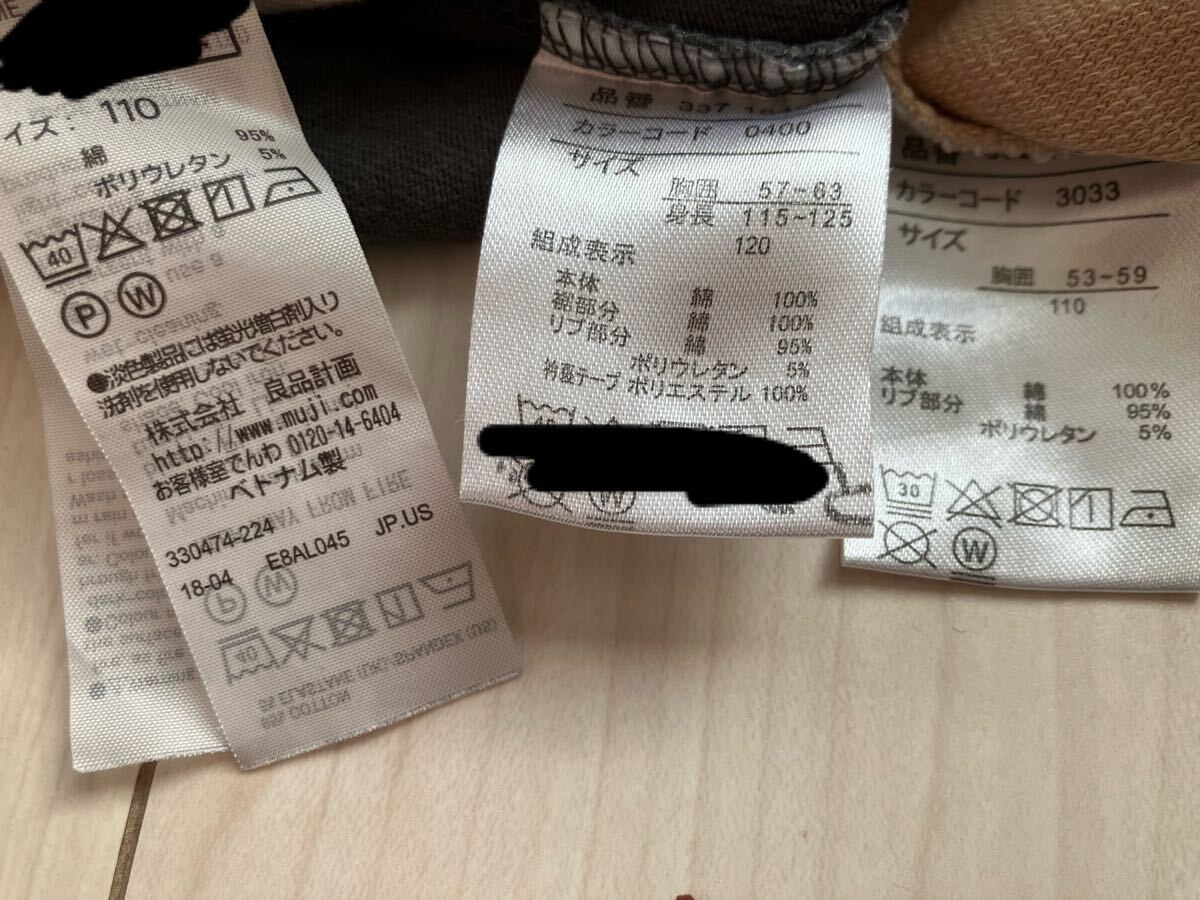 イズ: 110
綿 95%
ポリウレタン 5%
40
P W
●淡色製品には蛍光増白剤入り
洗剤を使用しないでください。
株式会社 良品計画
http://www.muji.com
お客様室でんわ 0120-14-6404
ベトナム製
330474-224
18-04 E8AL045 JP.US
品番 337
カラーコード 0400
サイズ
胸囲 57~63
身長 115~125
120
組成表示
本体 綿 100%
裾部分 綿 100%
リブ部分 綿 95%
ポリウレタン 5%
衿裏テープ ポリエステル 100%
40
W
品番
カラーコード 3033
サイズ
胸囲 53~59
110
組成表示
本体 綿 100%
リブ部分 綿 95%
ポリウレタン 5%
30
W